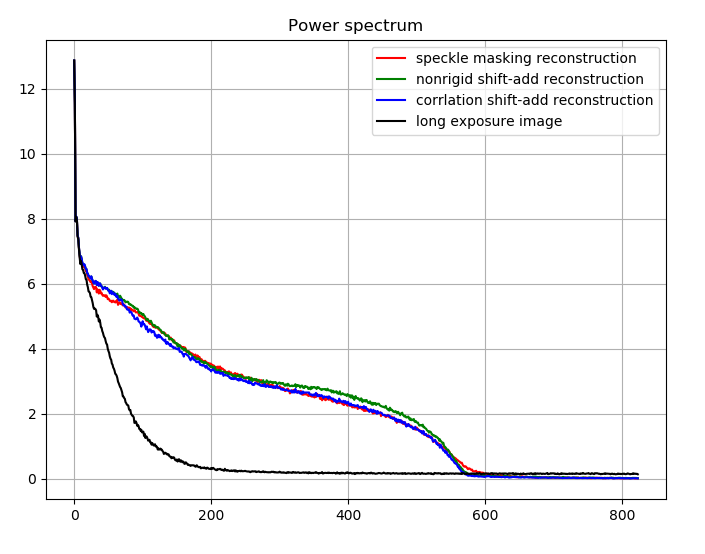 Power spectrum
speckle masking reconstruction
nonrigid shift-add reconstruction
corrlation shift-add reconstruction
long exposure image
12
10
8
6
4
2
0
0 200 400 600 800